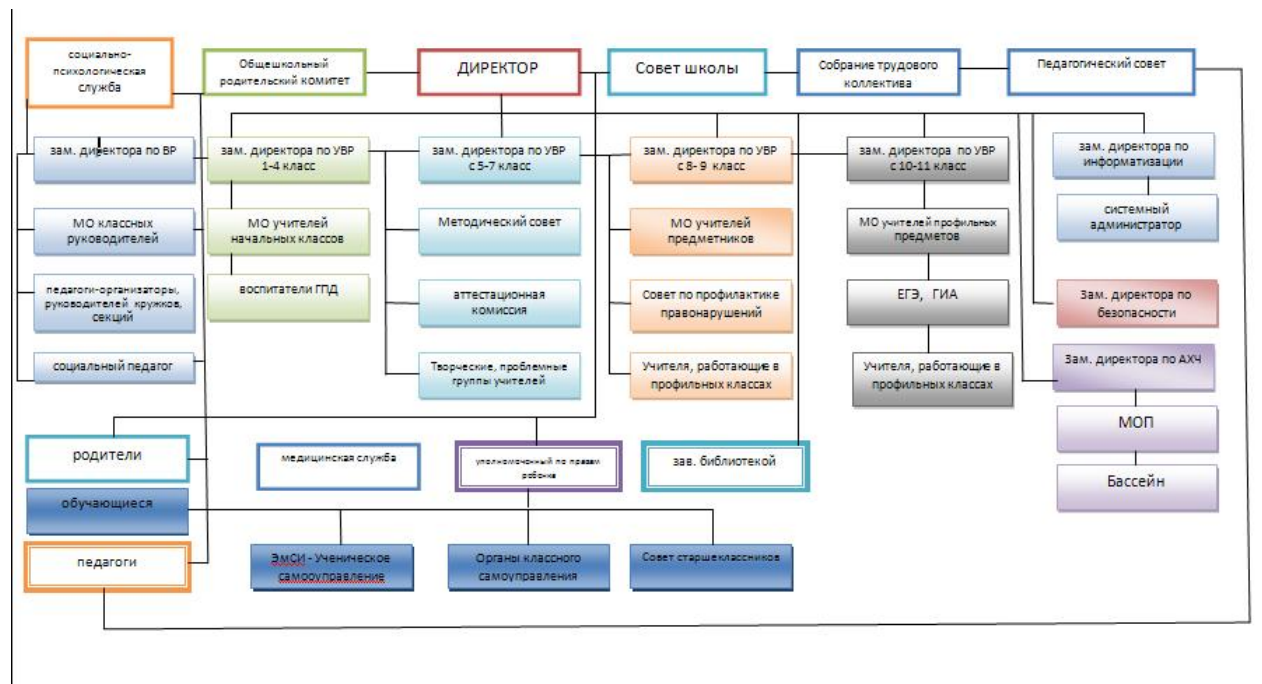 социально-
психологическая
служба
Общешкольный
родительский комитет
ДИРЕКТОР
Совет школы
Собрание трудового
коллектива
Педагогический совет
зам. директора по ВР
зам. директора по УВР
1-4 класс
зам. директора по УВР
с 5-7 класс
зам. директора по УВР
с 8- 9 класс
зам. директора по УВР
с 10-11 класс
зам. директора по
информатизации
МО классных
руководителей
МО учителей
начальных классов
Методический совет
МО учителей
предметников
МО учителей профильных
предметов
системный
администратор
педагоги-организаторы,
руководителей кружков,
секций
воспитатели ГПД
аттестационная
комиссия
Совет по профилактике
правонарушений
ЕГЭ, ГИА
Зам. директора по
безопасности
социальный педагог
Творческие, проблемные
группы учителей
Учителя, работающие в
профильных классах
Учителя, работающие в
профильных классах
Зам. директора по АХЧ
МОП
Бассейн
родители
медицинская служба
уполномоченный по правам
ребенка
зав. библиотекой
обучающиеся
педагоги
ЭмСИ - Ученическое
самооуправление
Органы классного
самоуправления
Совет старшеклассников